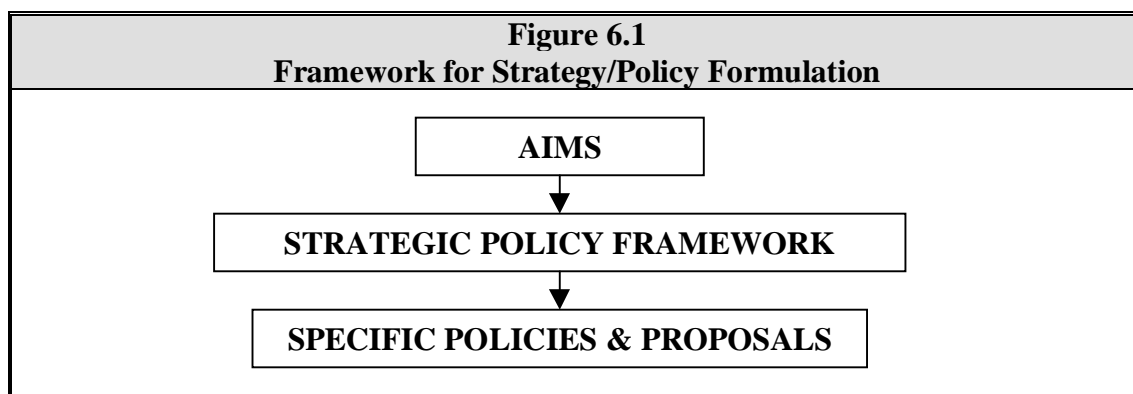 Figure 6.1
Framework for Strategy/Policy Formulation
AIMS
STRATEGIC POLICY FRAMEWORK
SPECIFIC POLICIES & PROPOSALS